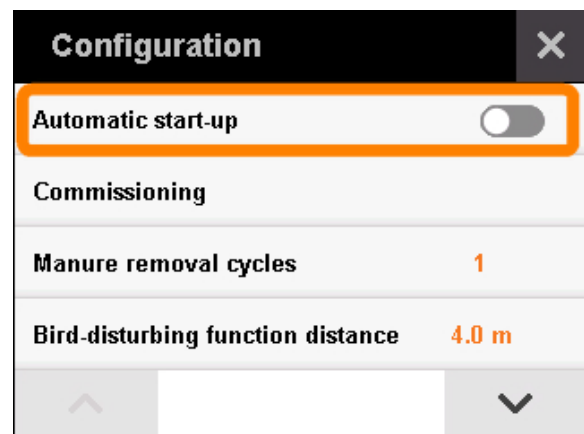 Configuration
Automatic start-up
Commissioning
Manure removal cycles 1
Bird-disturbing function distance 4.0 m